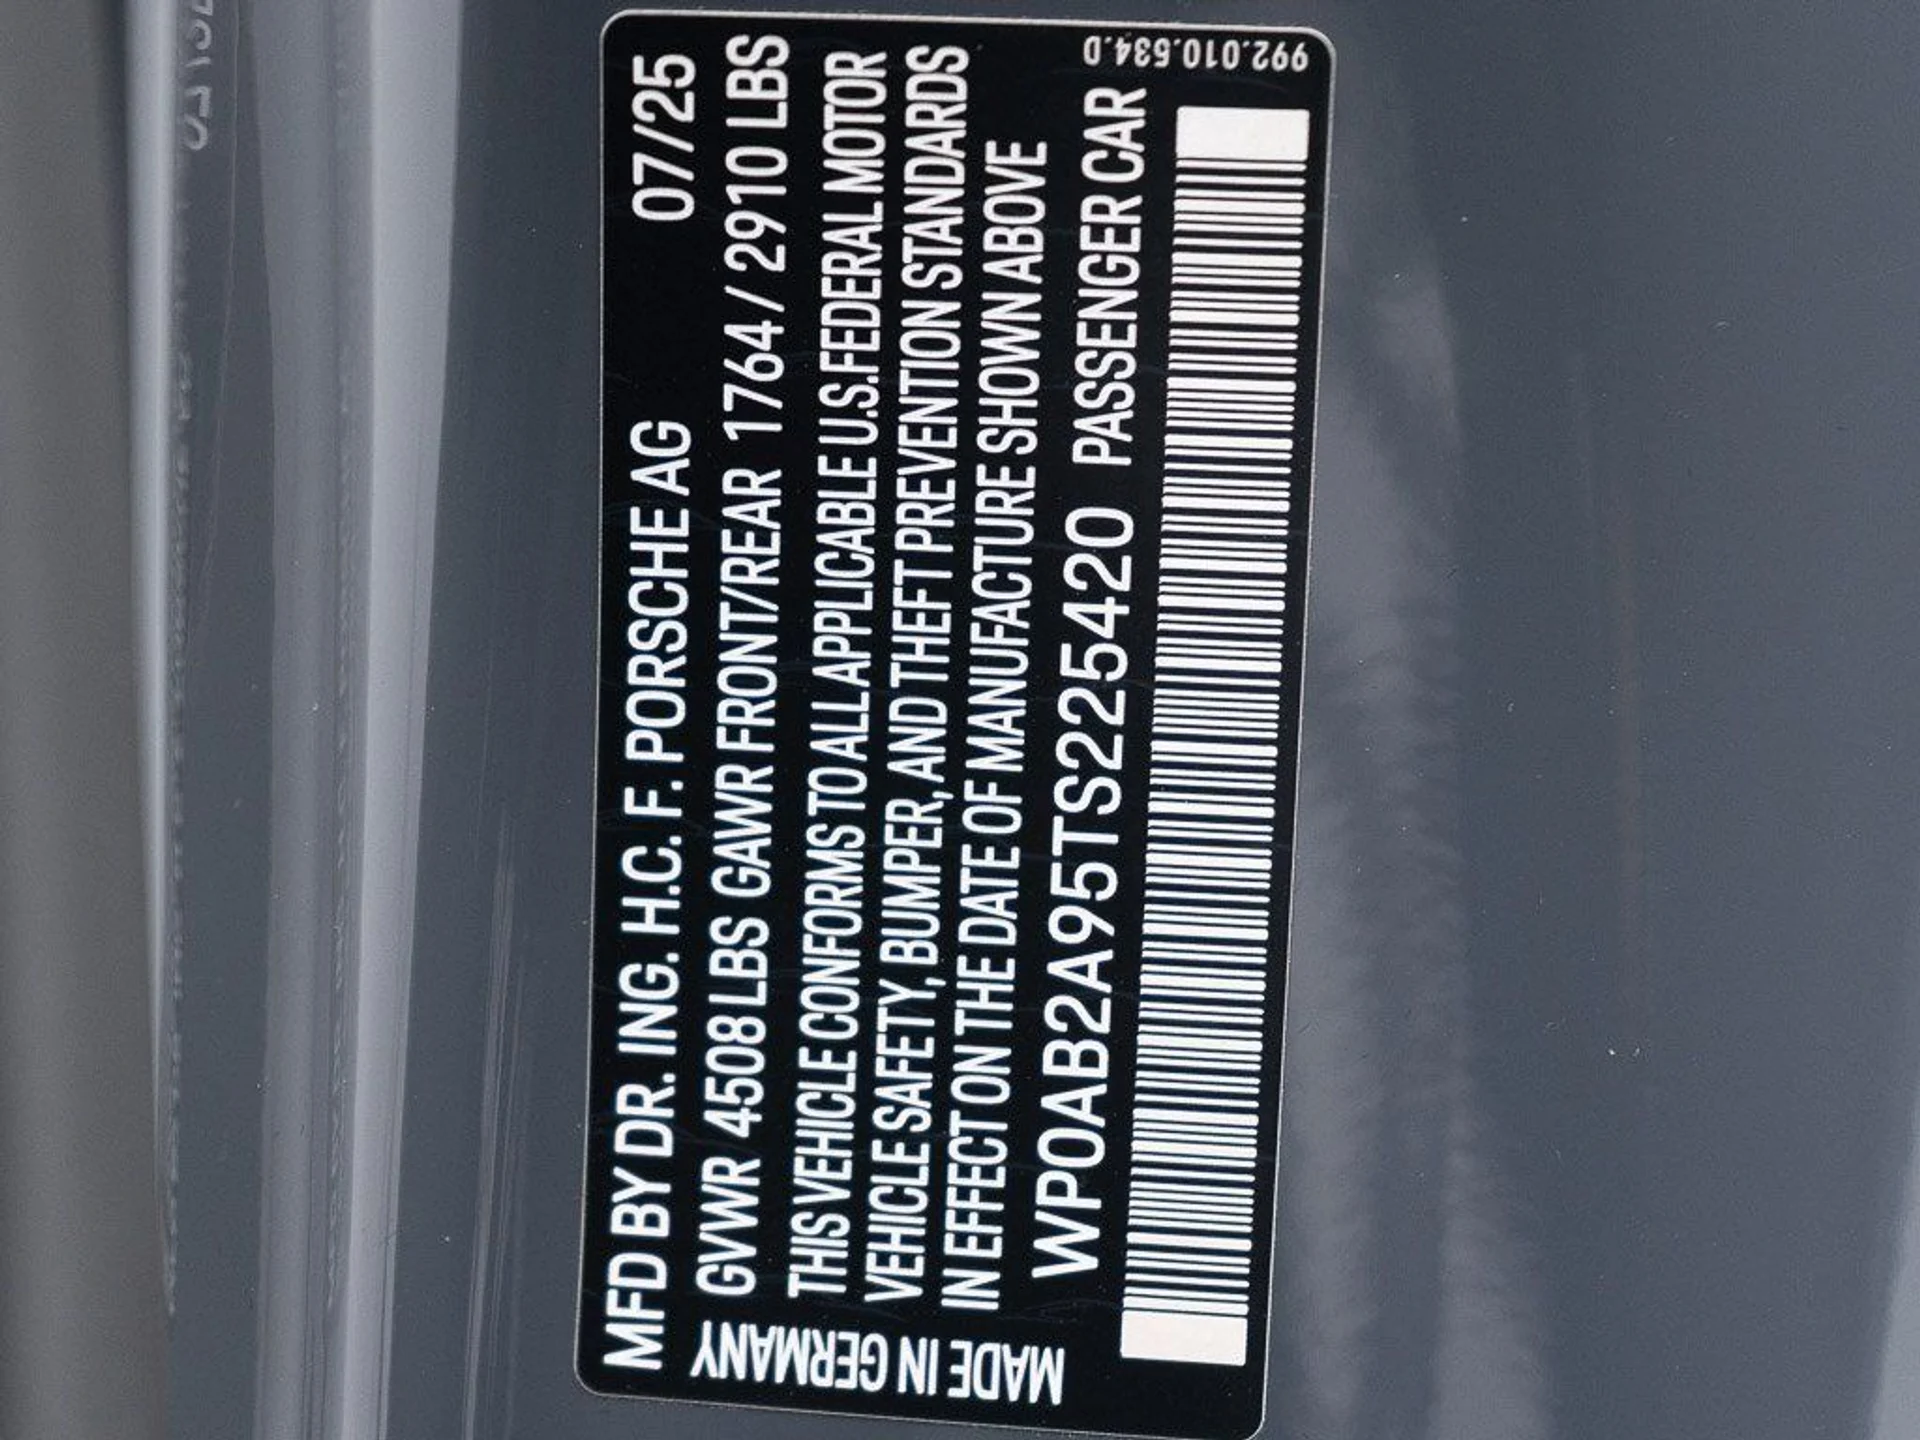 MFD BY DR. ING. H.C. F. PORSCHE AG 07/25
GVWR 4508 LBS GAWR FRONT/REAR 1764 / 2910 LBS
THIS VEHICLE CONFORMS TO ALL APPLICABLE U.S. FEDERAL MOTOR
VEHICLE SAFETY, BUMPER, AND THEFT PREVENTION STANDARDS
IN EFFECT ON THE DATE OF MANUFACTURE SHOWN ABOVE
WP0AB2A95TS225420 PASSENGER CAR
MADE IN GERMANY
992.010.534.D